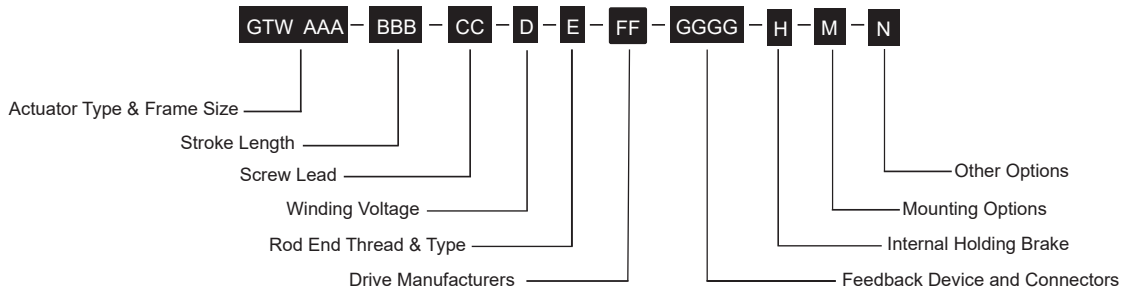 GTW AAA – BBB – CC – D – E – FF – GGGG – H – M – N
Actuator Type & Frame Size
Stroke Length
Screw Lead
Other Options
Winding Voltage
Mounting Options
Rod End Thread & Type
Internal Holding Brake
Drive Manufacturers
Feedback Device and Connectors